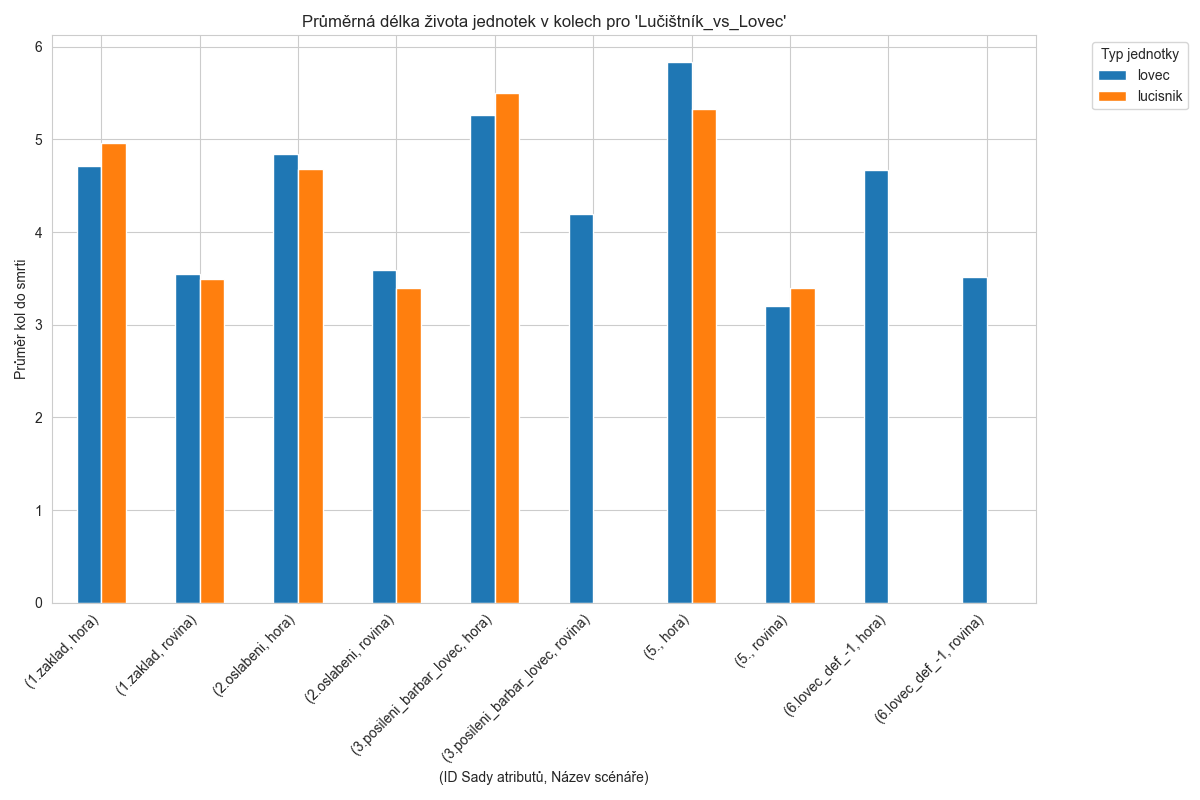 Průměrná délka života jednotek v kolech pro 'Lučištník_vs_Lovec'
Typ jednotky
lovec
lucisnik
Průměr kol do smrti
6
5
4
3
2
1
0
(1.zaklad, hora)
(1.zaklad, rovina)
(2.oslabeni, hora)
(2.oslabeni, rovina)
(3.posileni_barbar_lovec, hora)
(3.posileni_barbar_lovec, rovina)
(5., hora)
(5., rovina)
(6.lovec_def_-1, hora)
(6.lovec_def_-1, rovina)
(ID Sady atributů, Název scénáře)